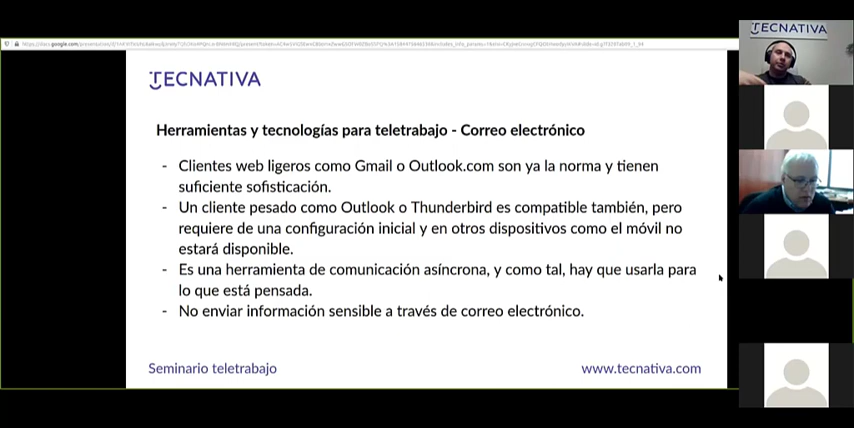 TECNATIVA
TECNATIVA
Herramientas y tecnologías para teletrabajo - Correo electrónico
- Clientes web ligeros como Gmail o Outlook.com son ya la norma y tienen
suficiente sofisticación.
- Un cliente pesado como Outlook o Thunderbird es compatible también, pero
requiere de una configuración inicial y en otros dispositivos como el móvil no
estará disponible.
- Es una herramienta de comunicación asíncrona, y como tal, hay que usarla para
lo que está pensada.
- No enviar información sensible a través de correo electrónico.
Seminario teletrabajo
www.tecnativa.com